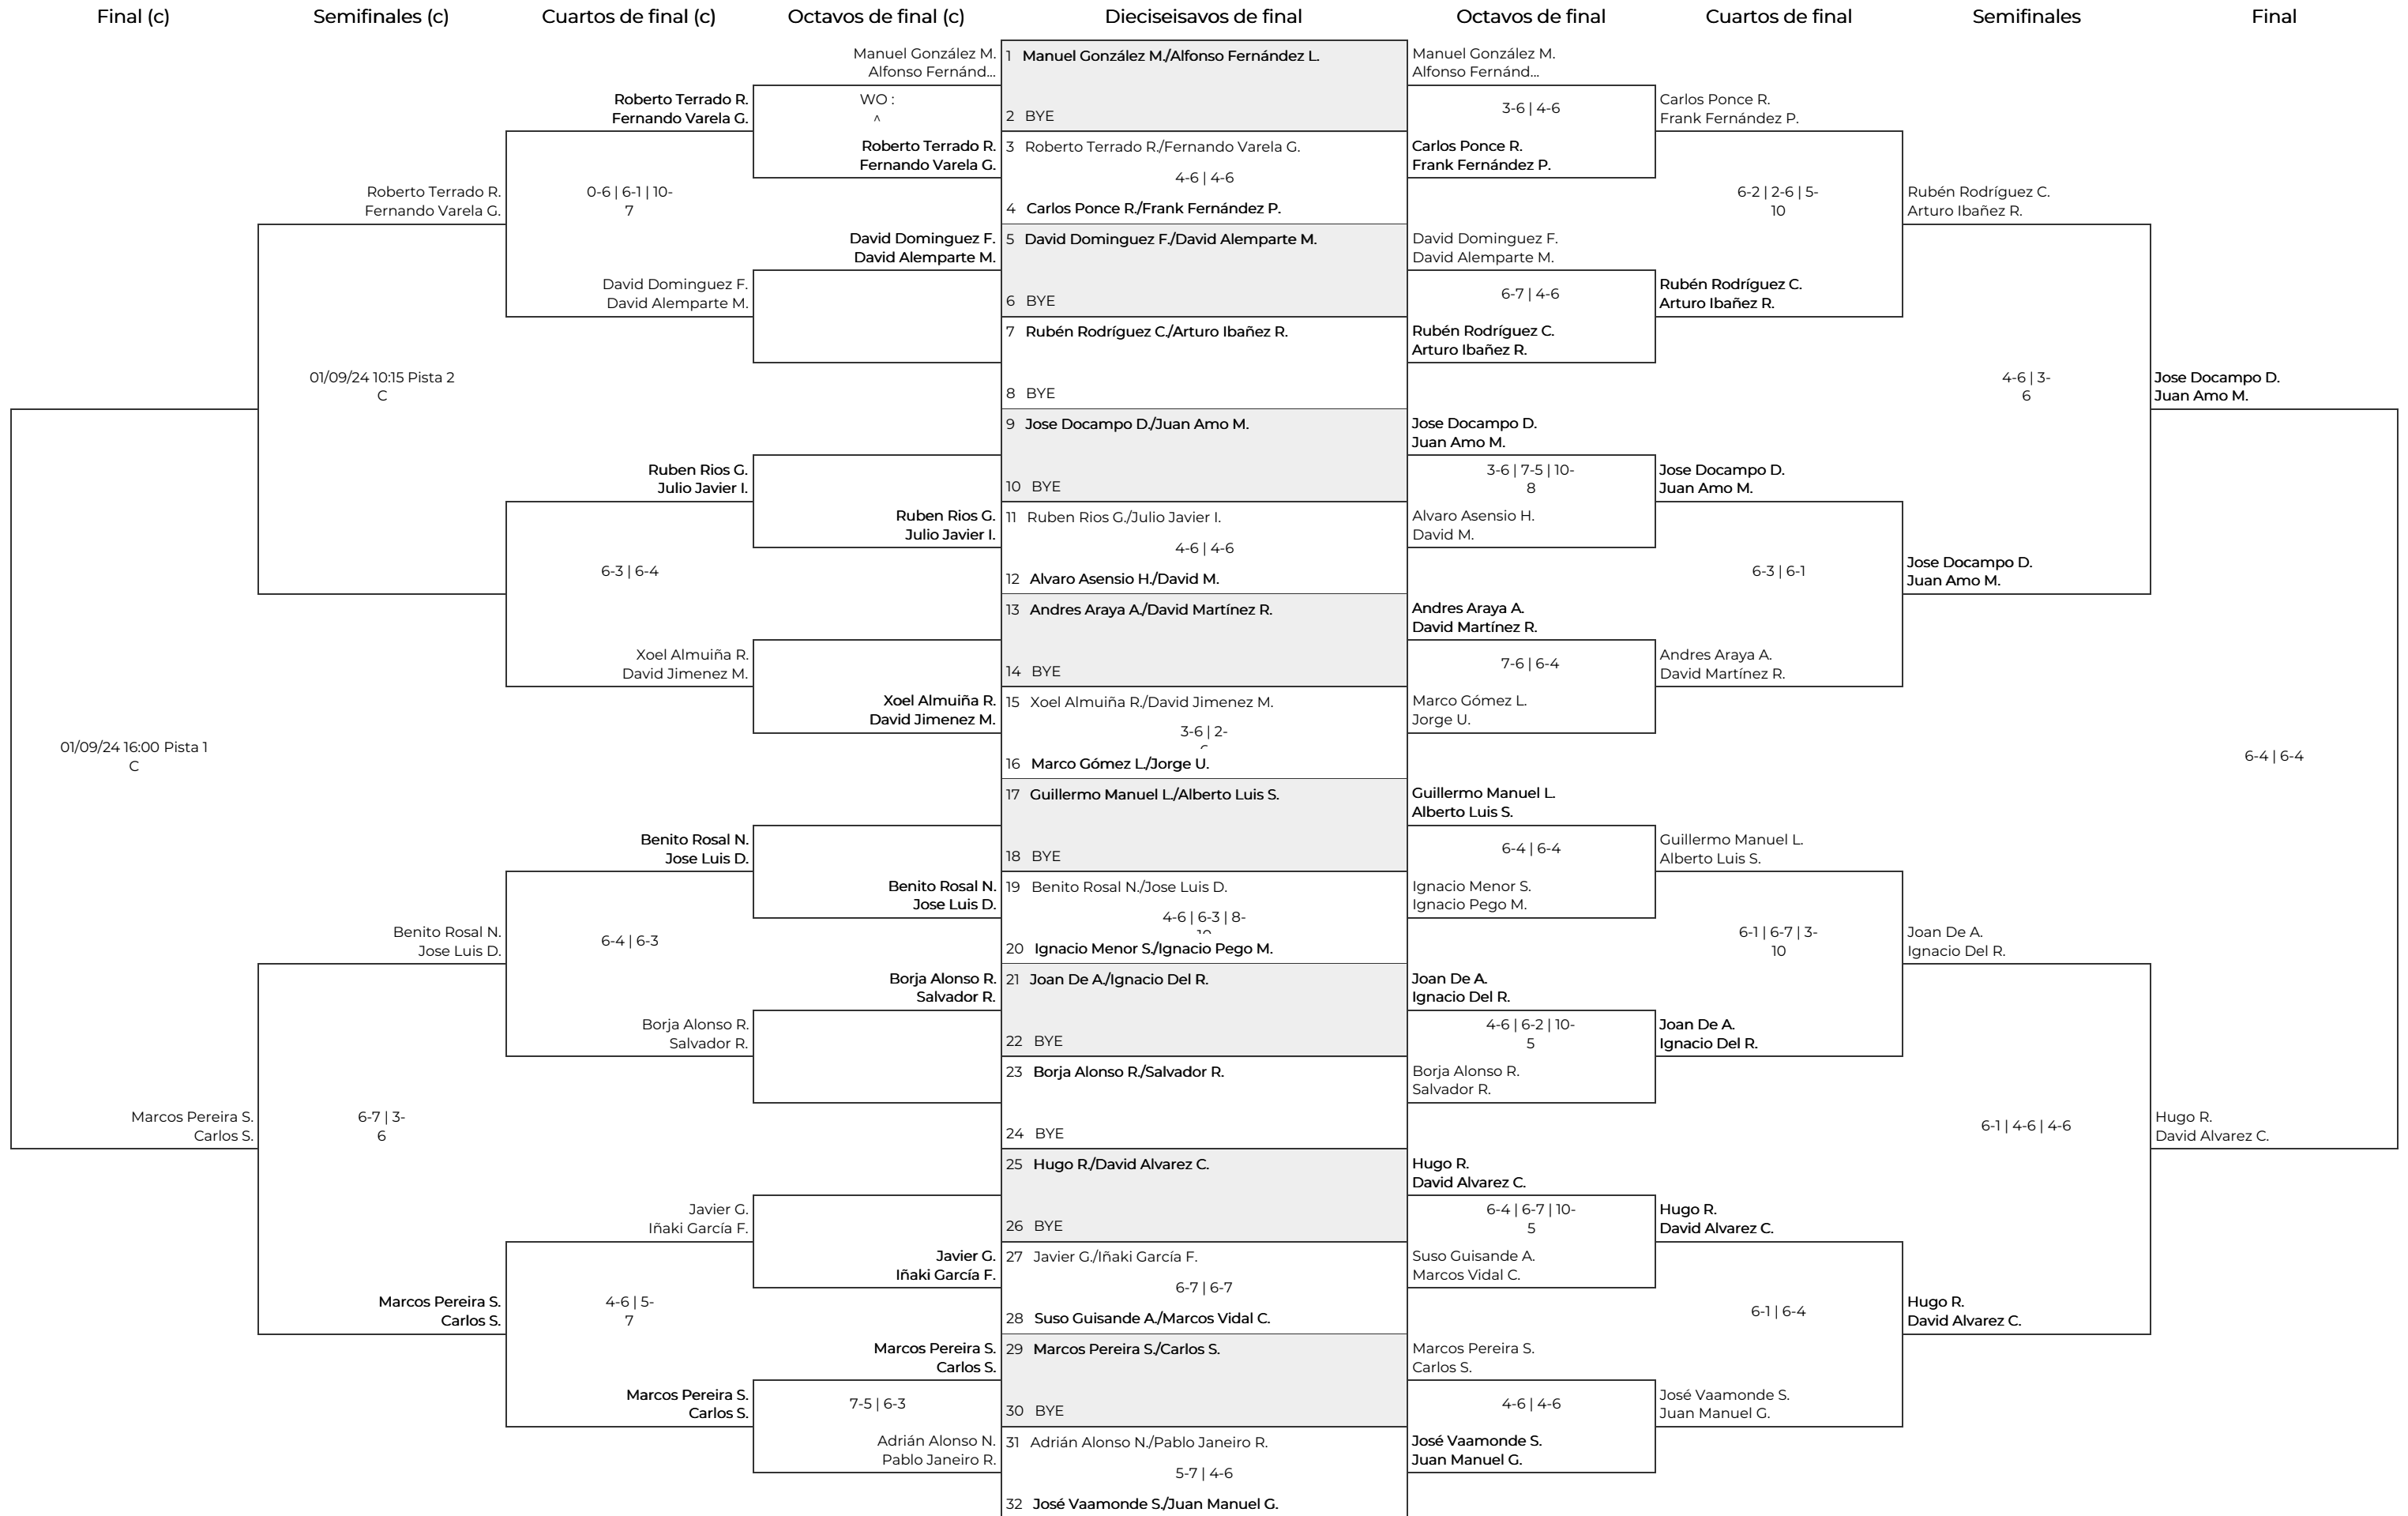 Final (c)
Semifinales (c)
Cuartos de final (c)
Octavos de final (c)
Dieciseisavos de final
Octavos de final
Cuartos de final
Semifinales
Final
01/09/24 16:00 Pista 1
C
Marcos Pereira S.
Carlos S.
Roberto Terrado R.
Fernando Varela G.
01/09/24 10:15 Pista 2
C
Benito Rosal N.
Jose Luis D.
6-7 | 3-
6
Marcos Pereira S.
Carlos S.
Roberto Terrado R.
Fernando Varela G.
0-6 | 6-1 | 10-
7
David Dominguez F.
David Alemparte M.
Ruben Rios G.
Julio Javier I.
6-3 | 6-4
Xoel Almuiña R.
David Jimenez M.
Benito Rosal N.
Jose Luis D.
6-4 | 6-3
Borja Alonso R.
Salvador R.
Javier G.
Iñaki García F.
4-6 | 5-
7
Marcos Pereira S.
Carlos S.
Manuel González M.
Alfonso Fernánd...
WO :
^
Roberto Terrado R.
Fernando Varela G.
David Dominguez F.
David Alemparte M.
Ruben Rios G.
Julio Javier I.
Xoel Almuiña R.
David Jimenez M.
Benito Rosal N.
Jose Luis D.
Borja Alonso R.
Salvador R.
Javier G.
Iñaki García F.
Marcos Pereira S.
Carlos S.
7-5 | 6-3
Adrián Alonso N.
Pablo Janeiro R.
1 Manuel González M./Alfonso Fernández L.
2 BYE
3 Roberto Terrado R./Fernando Varela G.
4-6 | 4-6
4 Carlos Ponce R./Frank Fernández P.
5 David Dominguez F./David Alemparte M.
6 BYE
7 Rubén Rodríguez C./Arturo Ibañez R.
8 BYE
9 Jose Docampo D./Juan Amo M.
10 BYE
11 Ruben Rios G./Julio Javier I.
4-6 | 4-6
12 Alvaro Asensio H./David M.
13 Andres Araya A./David Martínez R.
14 BYE
15 Xoel Almuiña R./David Jimenez M.
3-6 | 2-
16 Marco Gómez L./Jorge U.
17 Guillermo Manuel L./Alberto Luis S.
18 BYE
19 Benito Rosal N./Jose Luis D.
4-6 | 6-3 | 8-
20 Ignacio Menor S./Ignacio Pego M.
21 Joan De A./Ignacio Del R.
22 BYE
23 Borja Alonso R./Salvador R.
24 BYE
25 Hugo R./David Alvarez C.
26 BYE
27 Javier G./Iñaki García F.
6-7 | 6-7
28 Suso Guisande A./Marcos Vidal C.
29 Marcos Pereira S./Carlos S.
30 BYE
31 Adrián Alonso N./Pablo Janeiro R.
5-7 | 4-6
32 José Vaamonde S./Juan Manuel G.
Manuel González M.
Alfonso Fernánd...
3-6 | 4-6
Carlos Ponce R.
Frank Fernández P.
David Dominguez F.
David Alemparte M.
6-7 | 4-6
Rubén Rodríguez C.
Arturo Ibañez R.
Jose Docampo D.
Juan Amo M.
3-6 | 7-5 | 10-
8
Alvaro Asensio H.
David M.
Andres Araya A.
David Martínez R.
7-6 | 6-4
Marco Gómez L.
Jorge U.
Guillermo Manuel L.
Alberto Luis S.
6-4 | 6-4
Ignacio Menor S.
Ignacio Pego M.
Joan De A.
Ignacio Del R.
4-6 | 6-2 | 10-
5
Borja Alonso R.
Salvador R.
Hugo R.
David Alvarez C.
6-4 | 6-7 | 10-
5
Suso Guisande A.
Marcos Vidal C.
Marcos Pereira S.
Carlos S.
4-6 | 4-6
José Vaamonde S.
Juan Manuel G.
Carlos Ponce R.
Frank Fernández P.
6-2 | 2-6 | 5-
10
Rubén Rodríguez C.
Arturo Ibañez R.
Jose Docampo D.
Juan Amo M.
6-3 | 6-1
Andres Araya A.
David Martínez R.
Guillermo Manuel L.
Alberto Luis S.
6-1 | 6-7 | 3-
10
Joan De A.
Ignacio Del R.
Hugo R.
David Alvarez C.
6-1 | 6-4
José Vaamonde S.
Juan Manuel G.
Rubén Rodríguez C.
Arturo Ibañez R.
4-6 | 3-
6
Jose Docampo D.
Juan Amo M.
Joan De A.
Ignacio Del R.
6-1 | 4-6 | 4-6
Hugo R.
David Alvarez C.
Jose Docampo D.
Juan Amo M.
6-4 | 6-4
Hugo R.
David Alvarez C.